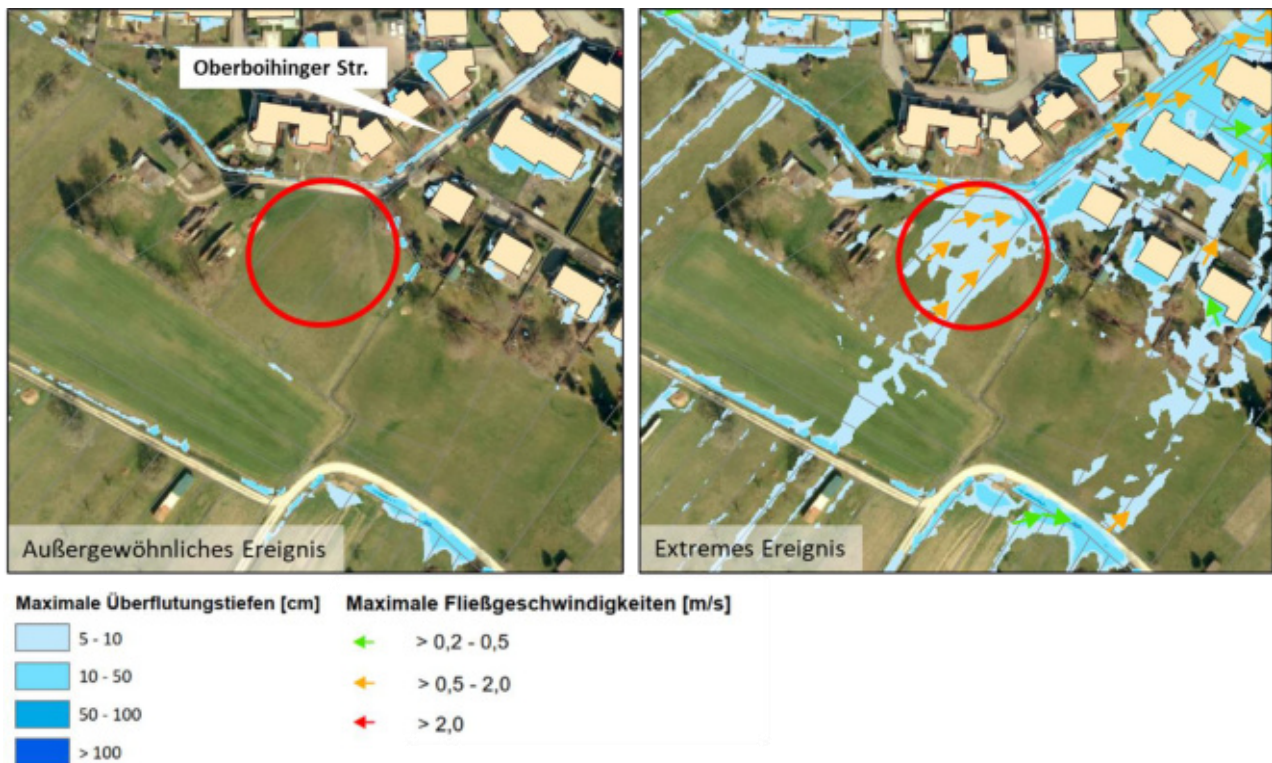 Oberboihinger Str.
Außergewöhnliches Ereignis
Extremes Ereignis
Maximale Überflutungstiefen [cm]
5 - 10
10 - 50
50 - 100
> 100
Maximale Fließgeschwindigkeiten [m/s]
> 0,2 - 0,5
> 0,5 - 2,0
> 2,0